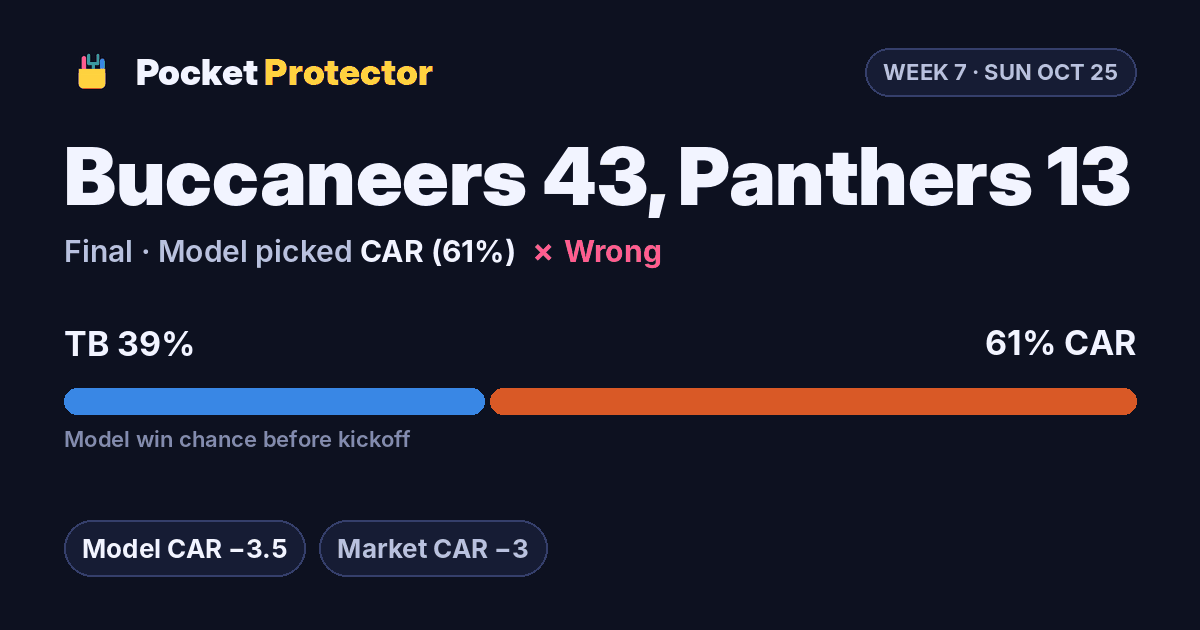 Pocket Protector
WEEK 7 · SUN OCT 25
Buccaneers 43, Panthers 13
Final · Model picked CAR (61%) × Wrong
TB 39%
61% CAR
Model win chance before kickoff
Model CAR −3.5
Market CAR −3